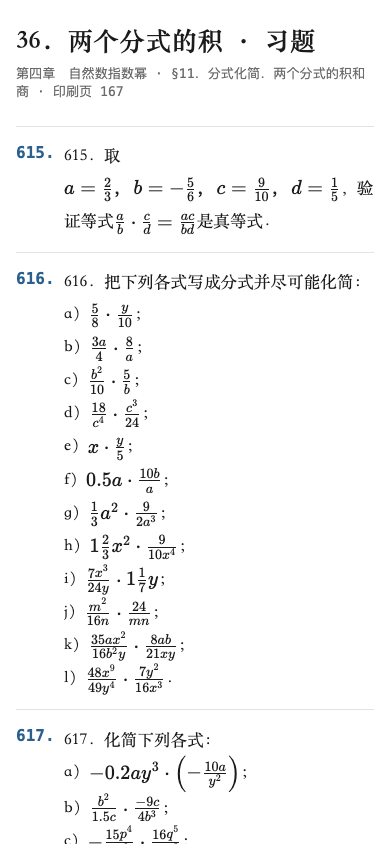 36. 两个分式的积 · 习题
第四章 自然数指数幂 · §11. 分式化简. 两个分式的积和
商 · 印刷页 167
615. 615. 取
a = 2/3, b = −5/6, c = 9/10, d = 1/5, 验
证等式 a/b · c/d = ac/bd 是真等式.
616. 616. 把下列各式写成分式并尽可能化简:
a) 5/8 · y/10;
b) 3a/4 · 8/a;
c) b²/10 · 5/b;
d) 18/c⁴ · c³/24;
e) x · y/5;
f) 0.5a · 10b/a;
g) 1/3 a² · 9/2a³;
h) 1 2/3 x² · 9/10x⁴;
i) 7x³/24y · 1 1/7 y;
j) m²/16n · 24/mn;
k) 35ax²/16b²y · 8ab/21xy;
l) 48x⁹/49y⁴ · 7y²/16x³.
617. 617. 化简下列各式:
a) −0.2ay³ · (−10a/y²);
b) b²/1.5c · −9c/4b³;
c) −15p⁴ · 16q⁵;